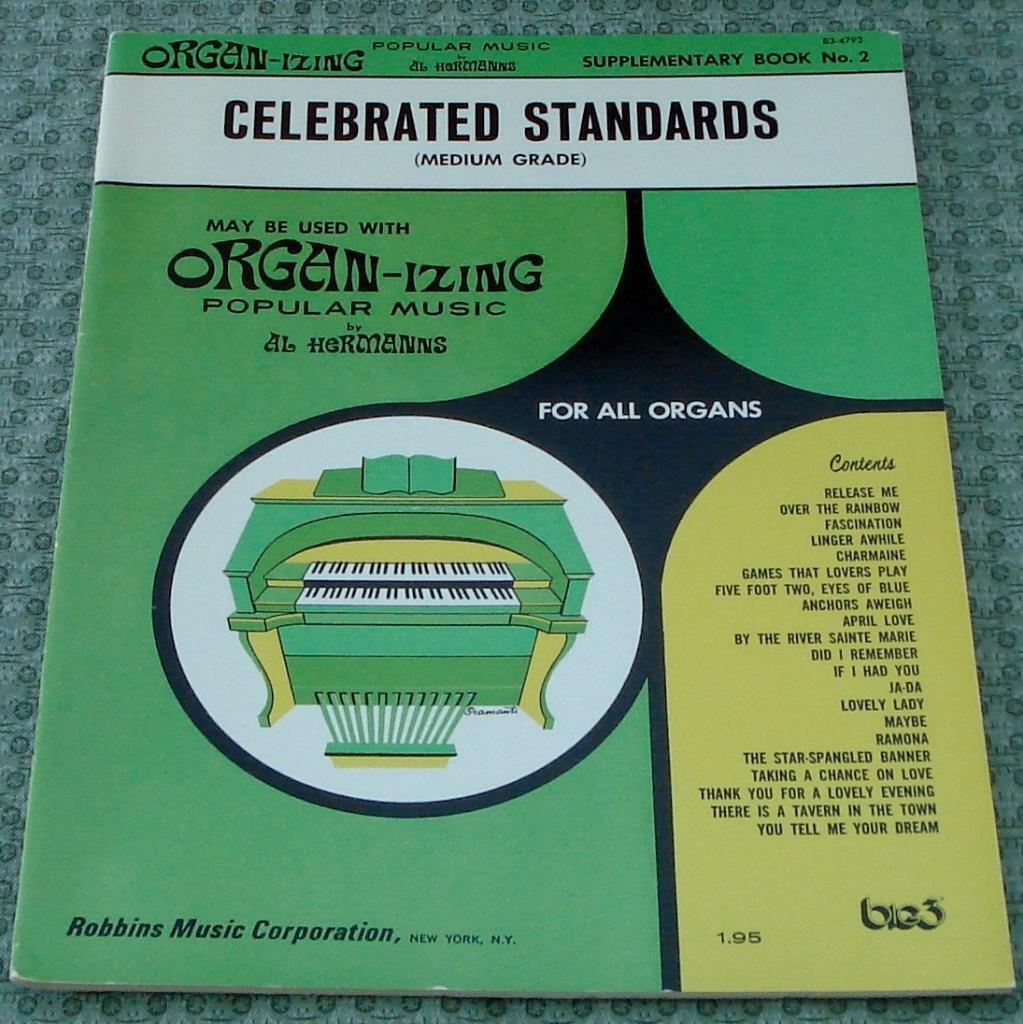 ORGAN-IZING POPULAR MUSIC by AL HERMANNS SUPPLEMENTARY BOOK No. 2
B3-4793
CELEBRATED STANDARDS
(MEDIUM GRADE)
MAY BE USED WITH
ORGAN-IZING
POPULAR MUSIC
by
AL HERMANNS
FOR ALL ORGANS
Contents
RELEASE ME
OVER THE RAINBOW
FASCINATION
LINGER AWHILE
CHARMAINE
GAMES THAT LOVERS PLAY
FIVE FOOT TWO, EYES OF BLUE
ANCHORS AWEIGH
APRIL LOVE
BY THE RIVER SAINTE MARIE
DID I REMEMBER
IF I HAD YOU
JA-DA
LOVELY LADY
MAYBE
RAMONA
THE STAR-SPANGLED BANNER
TAKING A CHANCE ON LOVE
THANK YOU FOR A LOVELY EVENING
THERE IS A TAVERN IN THE TOWN
YOU TELL ME YOUR DREAM
big3
1.95
Robbins Music Corporation, NEW YORK, N.Y.